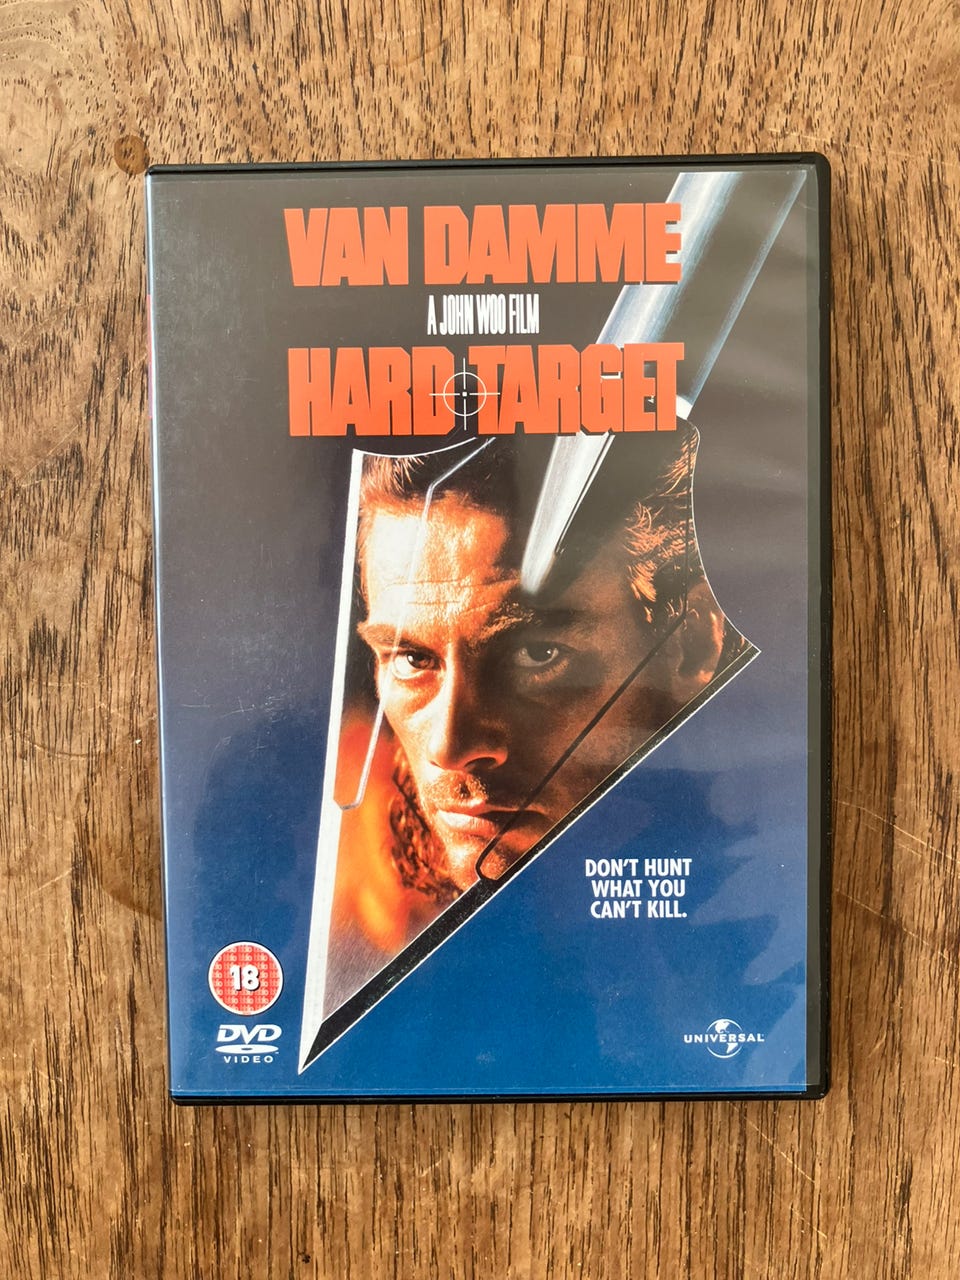 VAN DAMME
A JOHN WOO FILM
HARD TARGET
DON'T HUNT
WHAT YOU
CAN'T KILL.
18
DVD
VIDEO
UNIVERSAL